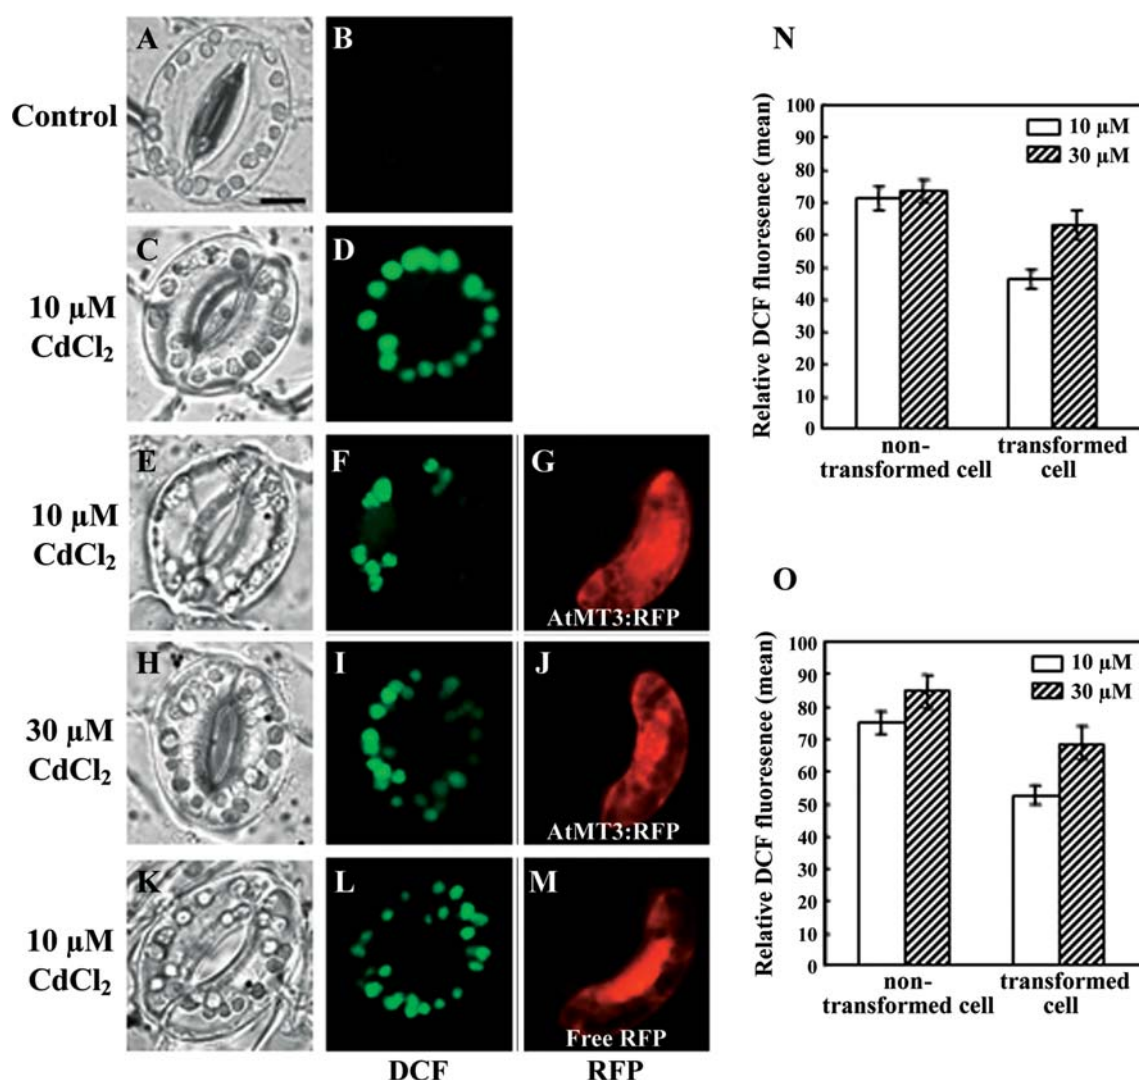 A
B
Control
C
D
10 µM
CdCl2
E
F
G
10 µM
CdCl2
AtMT3:RFP
H
I
J
30 µM
CdCl2
AtMT3:RFP
K
L
M
10 µM
CdCl2
Free RFP
DCF
RFP
N
Relative DCF fluoresenee (mean)
100
90
80
70
60
50
40
30
20
10
0
10 µM
30 µM
non-
transformed cell
transformed
cell
O
Relative DCF fluoresenee (mean)
100
90
80
70
60
50
40
30
20
10
0
10 µM
30 µM
non-
transformed cell
transformed
cell